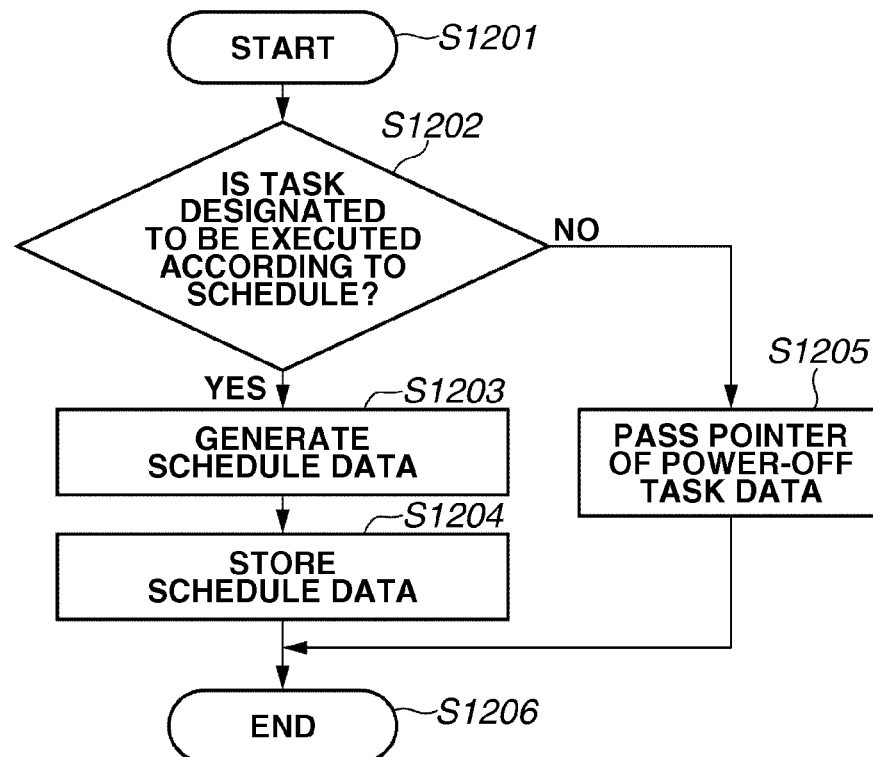 START
S1201
S1202
IS TASK
DESIGNATED
TO BE EXECUTED
ACCORDING TO
SCHEDULE?
NO
YES
S1203
GENERATE
SCHEDULE DATA
S1205
PASS POINTER
OF POWER-OFF
TASK DATA
S1204
STORE
SCHEDULE DATA
END
S1206